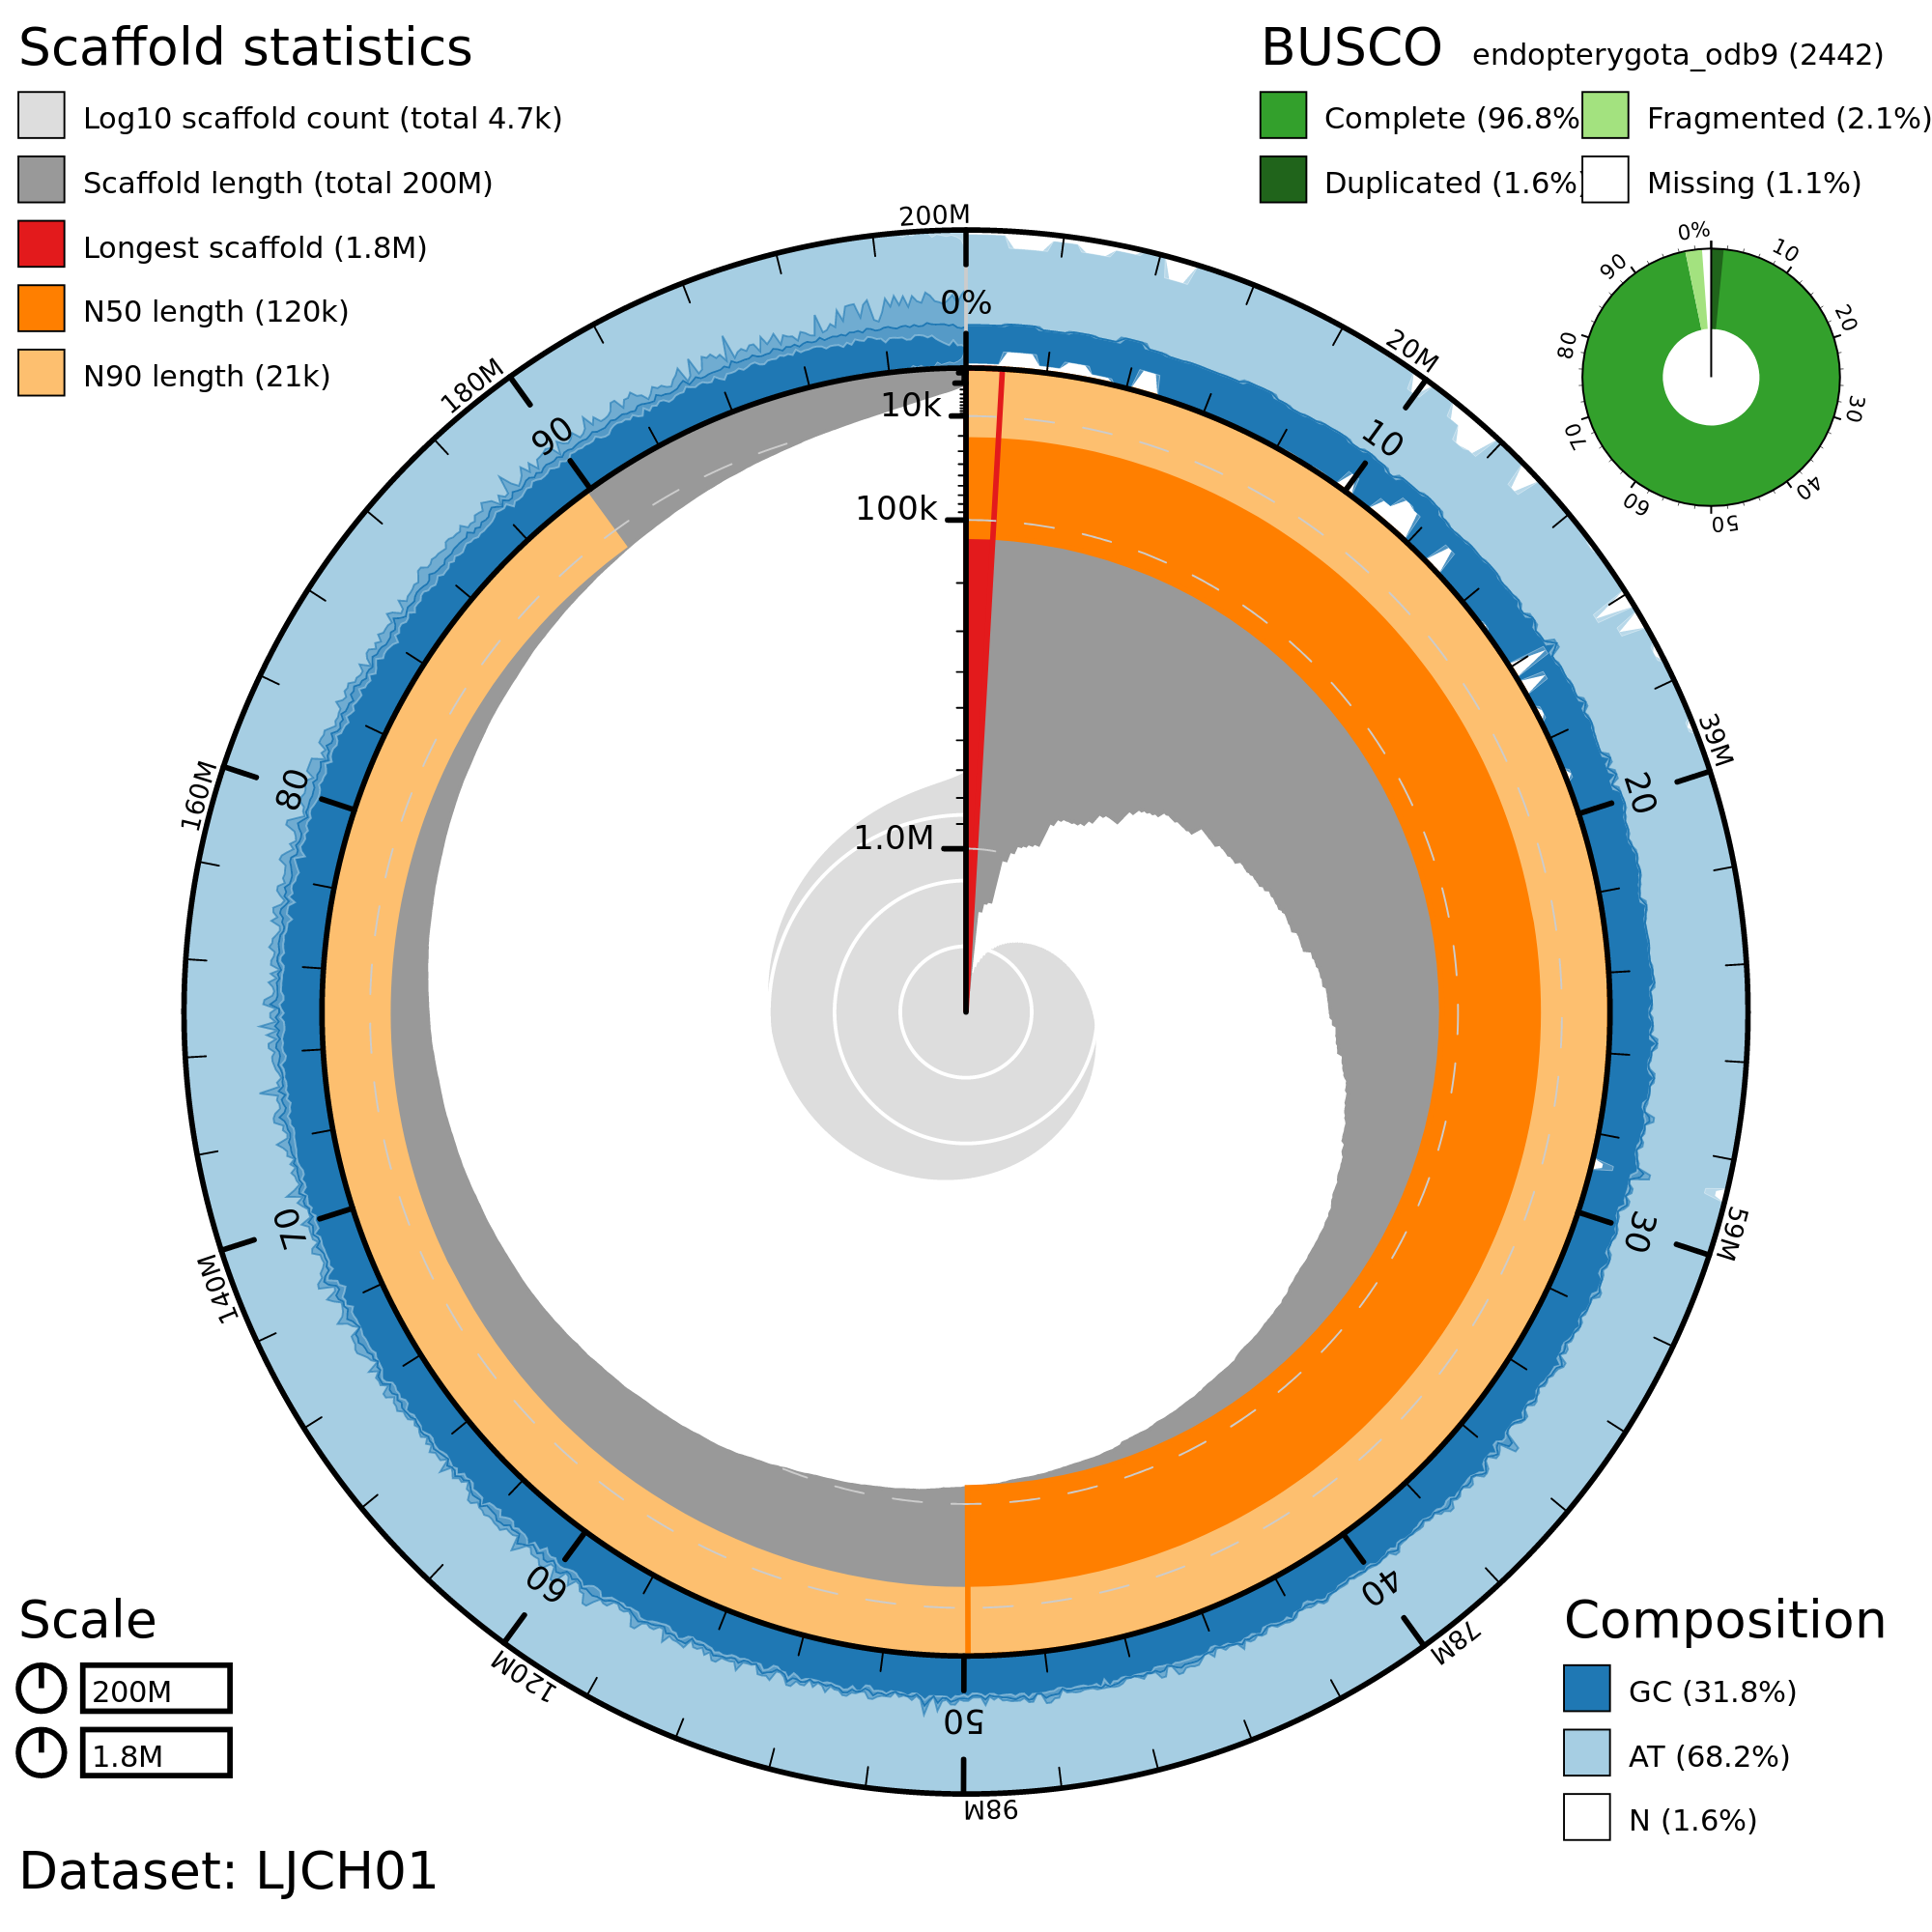 Scaffold statistics
Log10 scaffold count (total 4.7k)
Scaffold length (total 200M)
Longest scaffold (1.8M)
N50 length (120k)
N90 length (21k)
BUSCO endopterygota_odb9 (2442)
Complete (96.8% Fragmented (2.1%)
Duplicated (1.6%) Missing (1.1%)
0%
10
20
30
40
50
60
70
80
90
200M
20M
39M
59M
78M
98M
120M
140M
160M
180M
0%
10
20
30
40
50
60
70
80
90
10k
100k
1.0M
Scale
200M
1.8M
Composition
GC (31.8%)
AT (68.2%)
N (1.6%)
Dataset: LJCH01